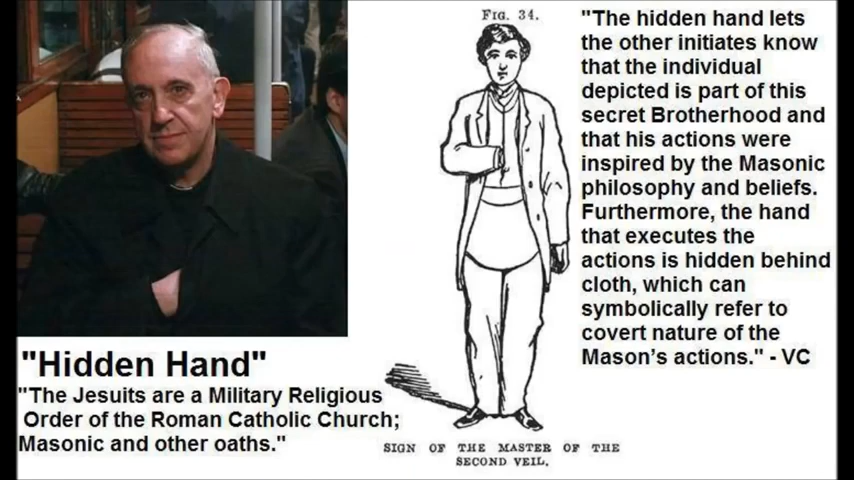 FIG. 34.
"The hidden hand lets
the other initiates know
that the individual
depicted is part of this
secret Brotherhood and
that his actions were
inspired by the Masonic
philosophy and beliefs.
Furthermore, the hand
that executes the
actions is hidden behind
cloth, which can
symbolically refer to
covert nature of the
Mason's actions." - VC
"Hidden Hand"
"The Jesuits are a Military Religious
Order of the Roman Catholic Church;
Masonic and other oaths."
SIGN OF THE MASTER OF THE
SECOND VEIL.